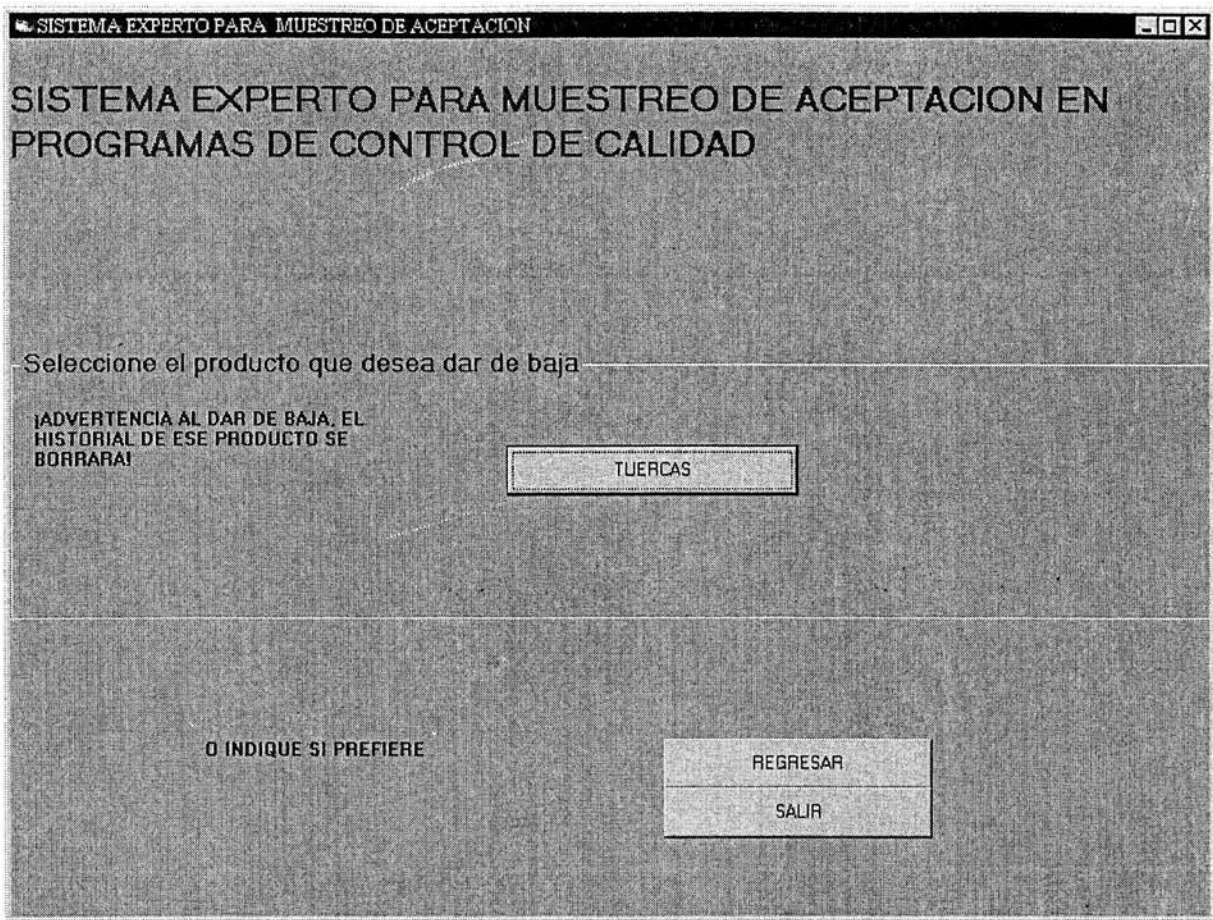 SISTEMA EXPERTO PARA MUESTREO DE ACEPTACION
SISTEMA EXPERTO PARA MUESTREO DE ACEPTACION EN
PROGRAMAS DE CONTROL DE CALIDAD
Seleccione el producto que desea dar de baja
¡ADVERTENCIA AL DAR DE BAJA, EL
HISTORIAL DE ESE PRODUCTO SE
BORRARA!
TUERCAS
O INDIQUE SI PREFIERE
REGRESAR
SALIR